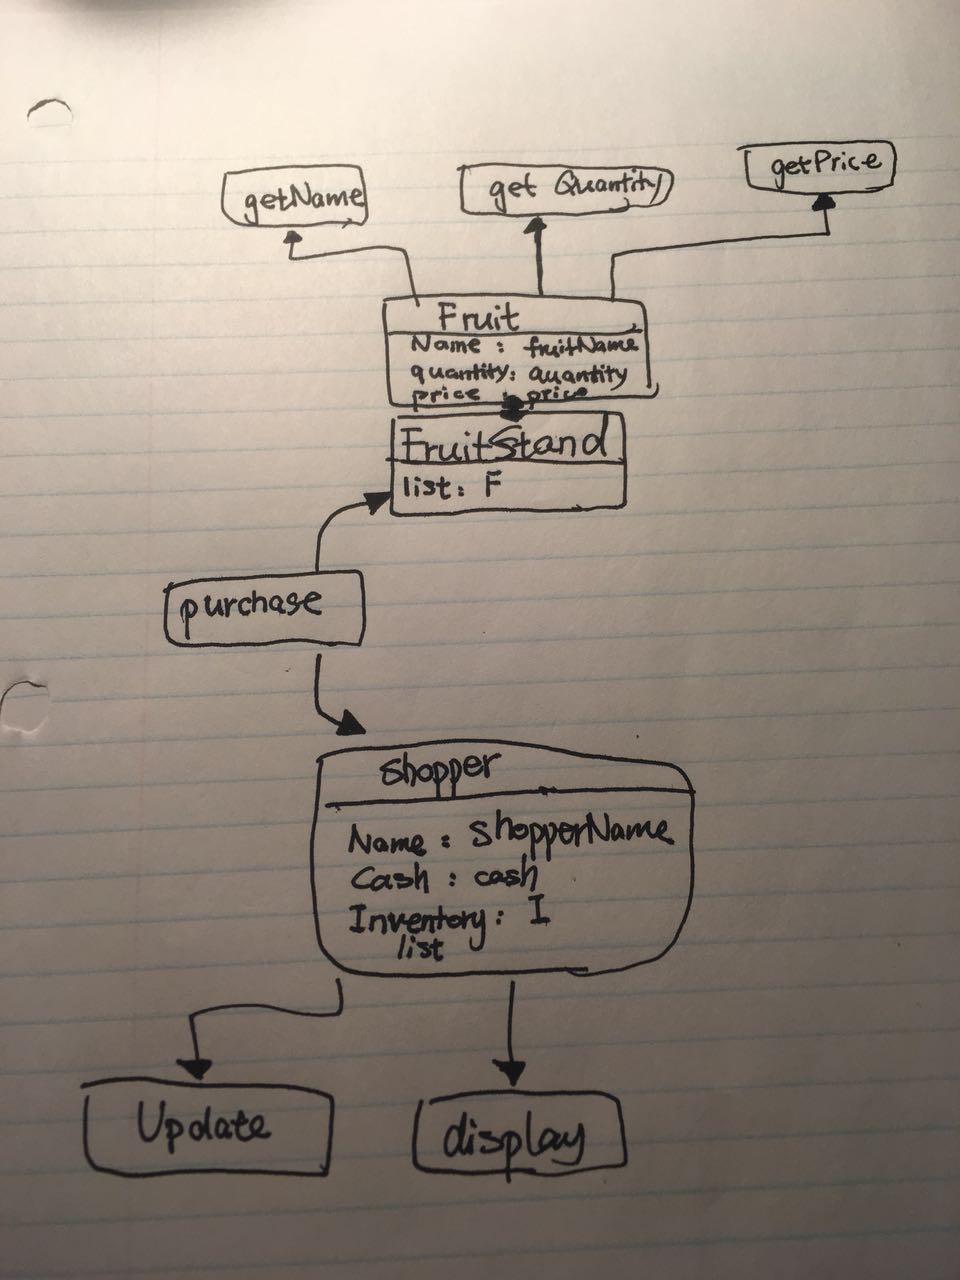 getName
get Quantity
getPrice
Fruit
Name : fruitName
quantity: quantity
price : price
FruitStand
list: F
purchase
Shopper
Name : ShopperName
Cash : cash
Inventory: I
list
Update
display